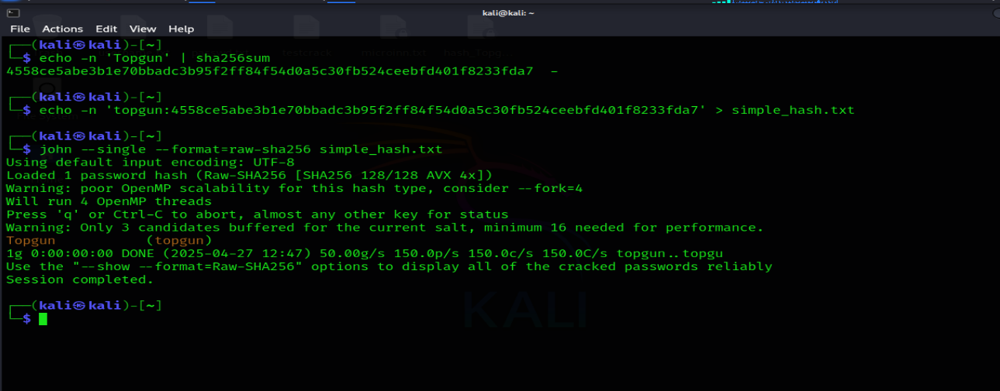 kali@kali: ~
File Actions Edit View Help
┌──(kali㉿kali)-[~]
└─$ echo -n 'Topgun' | sha256sum
4558ce5abe3b1e70bbadc3b95f2ff84f54d0a5c30fb524ceebfd401f8233fda7  -
┌──(kali㉿kali)-[~]
└─$ echo -n 'topgun:4558ce5abe3b1e70bbadc3b95f2ff84f54d0a5c30fb524ceebfd401f8233fda7' > simple_hash.txt
┌──(kali㉿kali)-[~]
└─$ john --single --format=raw-sha256 simple_hash.txt
Using default input encoding: UTF-8
Loaded 1 password hash (Raw-SHA256 [SHA256 128/128 AVX 4x])
Warning: poor OpenMP scalability for this hash type, consider --fork=4
Will run 4 OpenMP threads
Press 'q' or Ctrl-C to abort, almost any other key for status
Warning: Only 3 candidates buffered for the current salt, minimum 16 needed for performance.
Topgun           (topgun)
1g 0:00:00:00 DONE (2025-04-27 12:47) 50.00g/s 150.0p/s 150.0c/s 150.0C/s topgun..topgu
Use the "--show --format=Raw-SHA256" options to display all of the cracked passwords reliably
Session completed.
┌──(kali㉿kali)-[~]
└─$
KALI